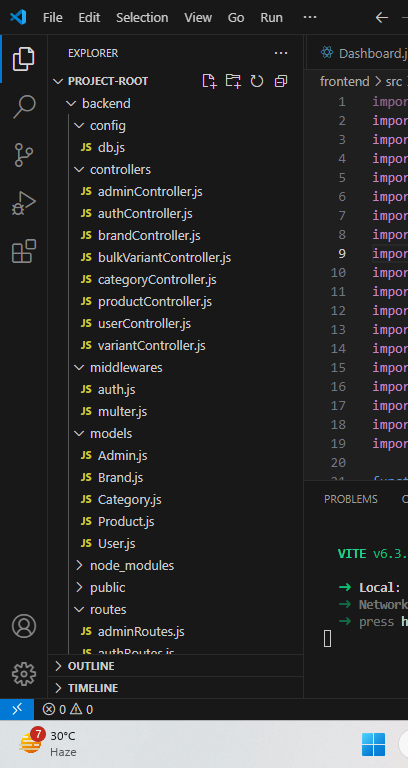 File Edit Selection View Go Run ...
EXPLORER
PROJECT-ROOT
backend
config
JS db.js
controllers
JS adminController.js
JS authController.js
JS brandController.js
JS bulkVariantController.js
JS categoryController.js
JS productController.js
JS userController.js
JS variantController.js
middlewares
JS auth.js
JS multer.js
models
JS Admin.js
JS Brand.js
JS Category.js
JS Product.js
JS User.js
node_modules
public
routes
JS adminRoutes.js
JS authRoutes.js
OUTLINE
TIMELINE
Dashboard.j
frontend > src
1 impor
2 impor
3 impor
4 impor
5 impor
6 impor
7 impor
8 impor
9 impor
10 impor
11 impor
12 impor
13 impor
14 impor
15 impor
16 impor
17 impor
18 impor
19 impor
20
21 funct
PROBLEMS
VITE v6.3.
➜ Local:
➜ Network
➜ press h
0 0
7
30°C
Haze